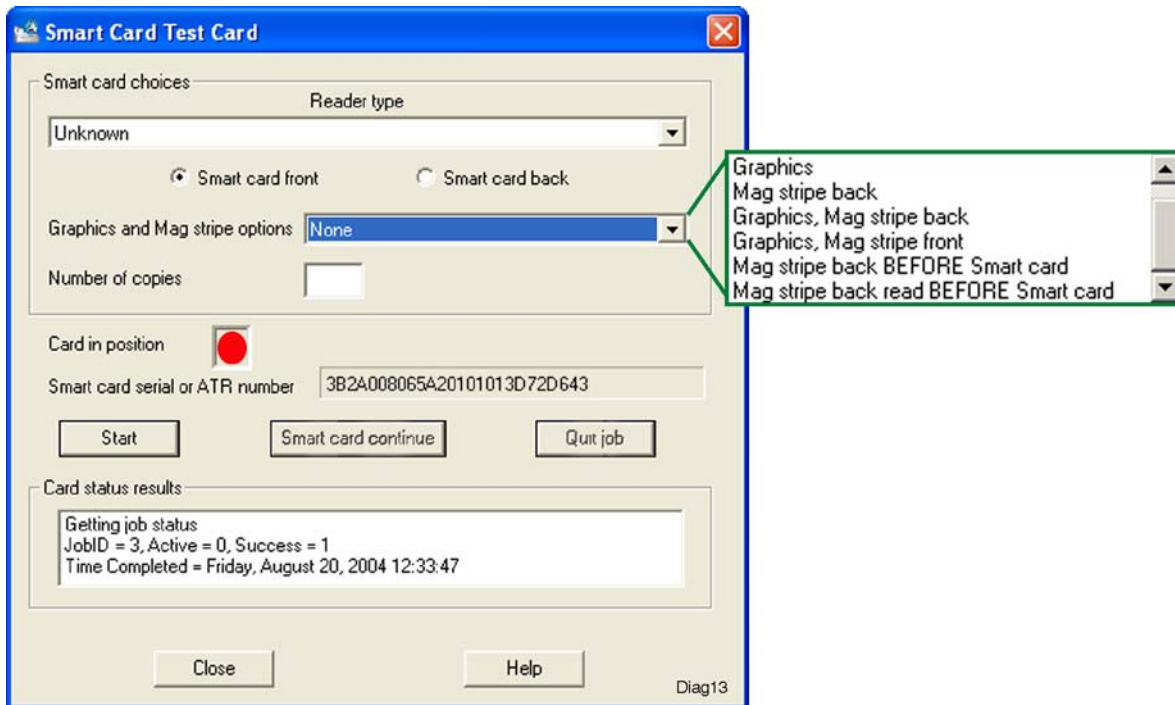 Smart Card Test Card
Smart card choices
Reader type
Unknown
Smart card front Smart card back
Graphics and Mag stripe options None
Number of copies
Graphics
Mag stripe back
Graphics, Mag stripe back
Graphics, Mag stripe front
Mag stripe back BEFORE Smart card
Mag stripe back read BEFORE Smart card
Card in position
Smart card serial or ATR number 3B2A008065A20101013D72D643
Start Smart card continue Quit job
Card status results
Getting job status
JobID = 3, Active = 0, Success = 1
Time Completed = Friday, August 20, 2004 12:33:47
Close Help
Diag13